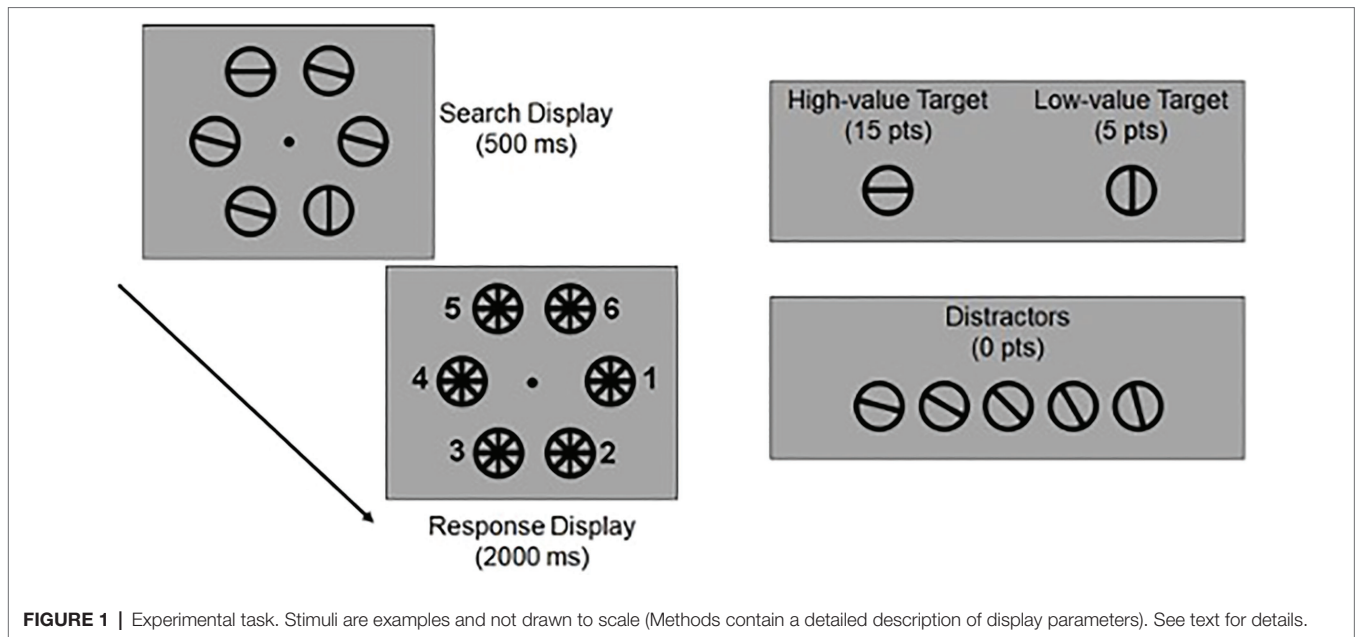 Search Display
(500 ms)
High-value Target Low-value Target
(15 pts) (5 pts)
5 6
4 1
3 2
Response Display
(2000 ms)
Distractors
(0 pts)
FIGURE 1 | Experimental task. Stimuli are examples and not drawn to scale (Methods contain a detailed description of display parameters). See text for details.